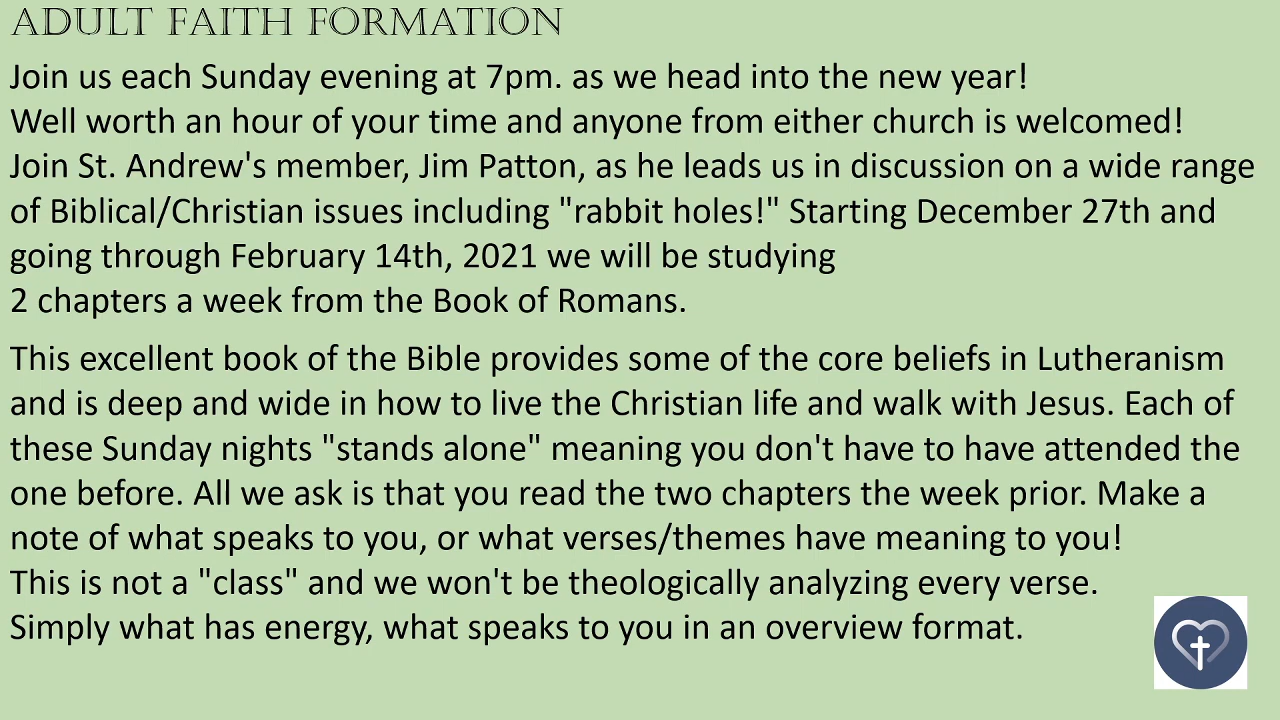 ADULT FAITH FORMATION
Join us each Sunday evening at 7pm. as we head into the new year!
Well worth an hour of your time and anyone from either church is welcomed!
Join St. Andrew's member, Jim Patton, as he leads us in discussion on a wide range
of Biblical/Christian issues including "rabbit holes!" Starting December 27th and
going through February 14th, 2021 we will be studying
2 chapters a week from the Book of Romans.
This excellent book of the Bible provides some of the core beliefs in Lutheranism
and is deep and wide in how to live the Christian life and walk with Jesus. Each of
these Sunday nights "stands alone" meaning you don't have to have attended the
one before. All we ask is that you read the two chapters the week prior. Make a
note of what speaks to you, or what verses/themes have meaning to you!
This is not a "class" and we won't be theologically analyzing every verse.
Simply what has energy, what speaks to you in an overview format.